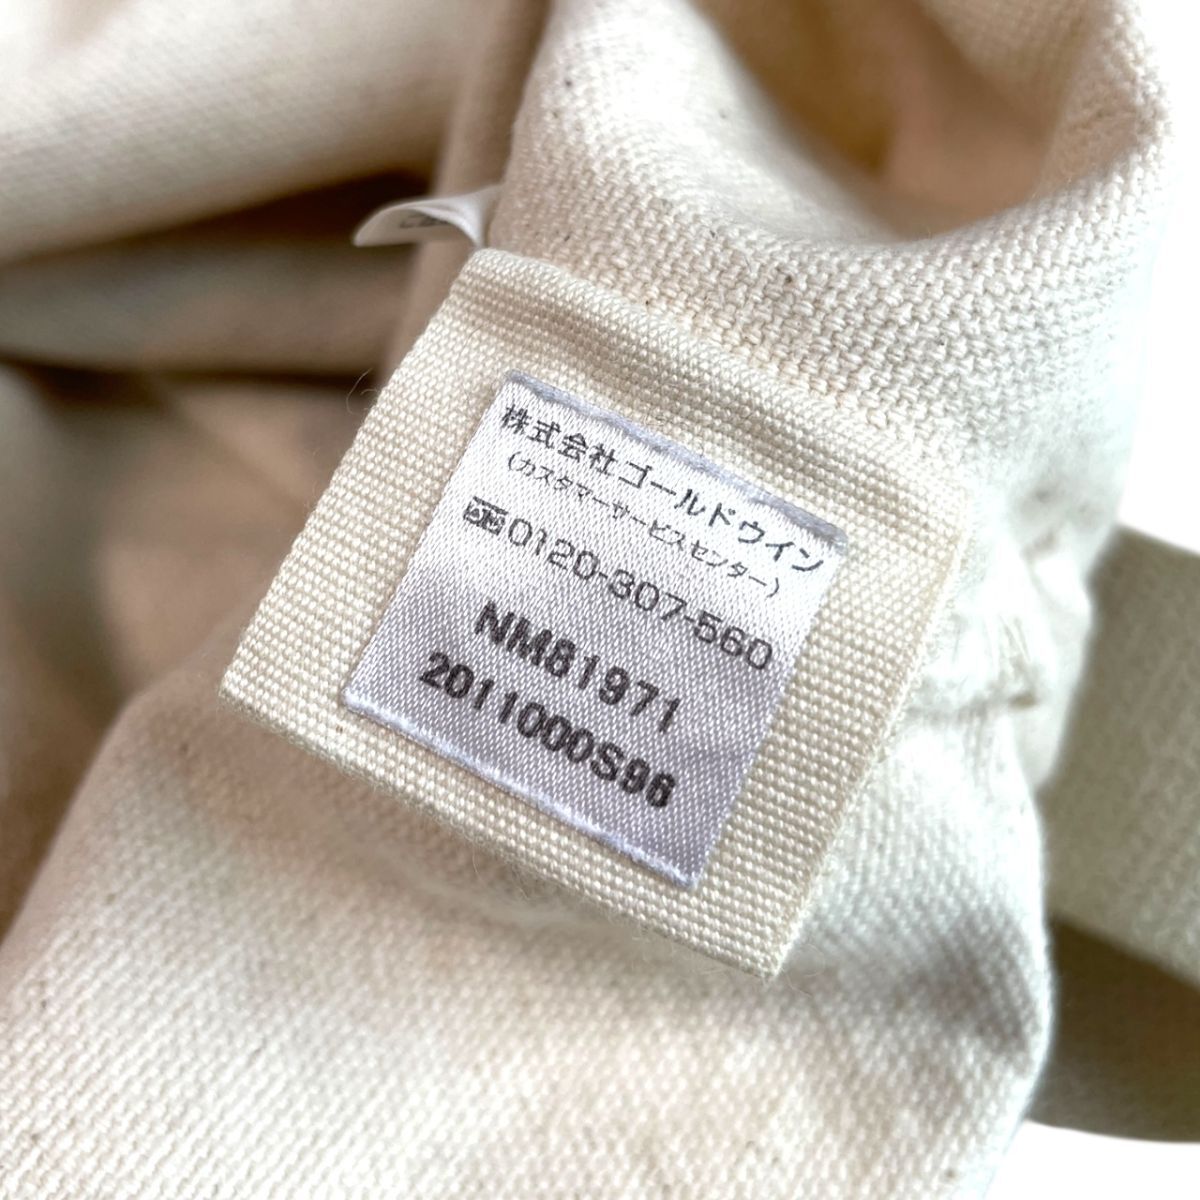 株式会社ゴールドウイン
(カスタマーサービスセンター)
0120-307-560
NM81971
2011000S96